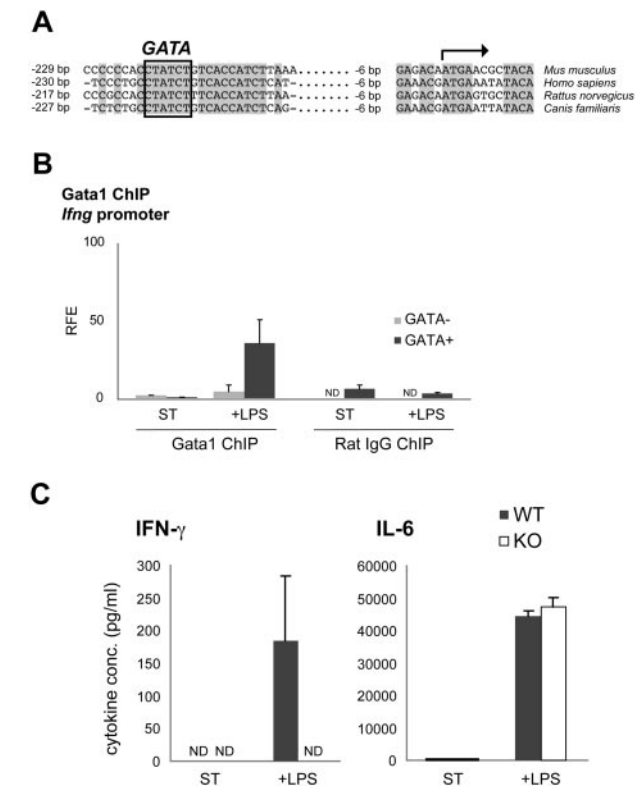 A
GATA
-229 bp CCCCCCACCTATCTGTCACCATCTTAAA....... -6 bp GAGACAATGAACGCTACA Mus musculus
-230 bp -TCCCTGCCTATCTGTCACCATCTCAT-....... -6 bp GAAACGATGAAATATACA Homo sapiens
-217 bp CCCGCCACCTATCTTTCACCATCTCAA-....... -6 bp GAGACGATGAGTGCTACA Rattus norvegicus
-227 bp -TCTCTGCCTATCTGTCACCATCTCAG-....... -6 bp GAAACGATGAATTATACA Canis familiaris
B
Gata1 ChIP
Ifng promoter
100
50
0
RFE
GATA-
GATA+
ND ND
ST +LPS ST +LPS
Gata1 ChIP Rat IgG ChIP
C
IFN-γ IL-6
WT
KO
cytokine conc. (pg/ml)
300 60000
250 50000
200 40000
150 30000
100 20000
50 10000
0 0
ND ND ND
ST +LPS ST +LPS